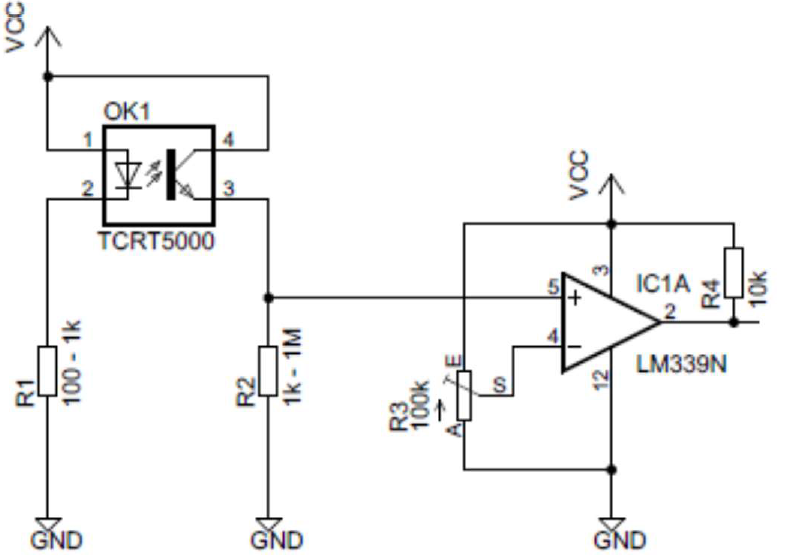 VCC
OK1
1
4
2
3
TCRT5000
VCC
3
IC1A
5
+
2
R4
10k
4
−
LM339N
12
R1
100 - 1k
R2
1k - 1M
E
S
R3
100k
A
GND
GND
GND